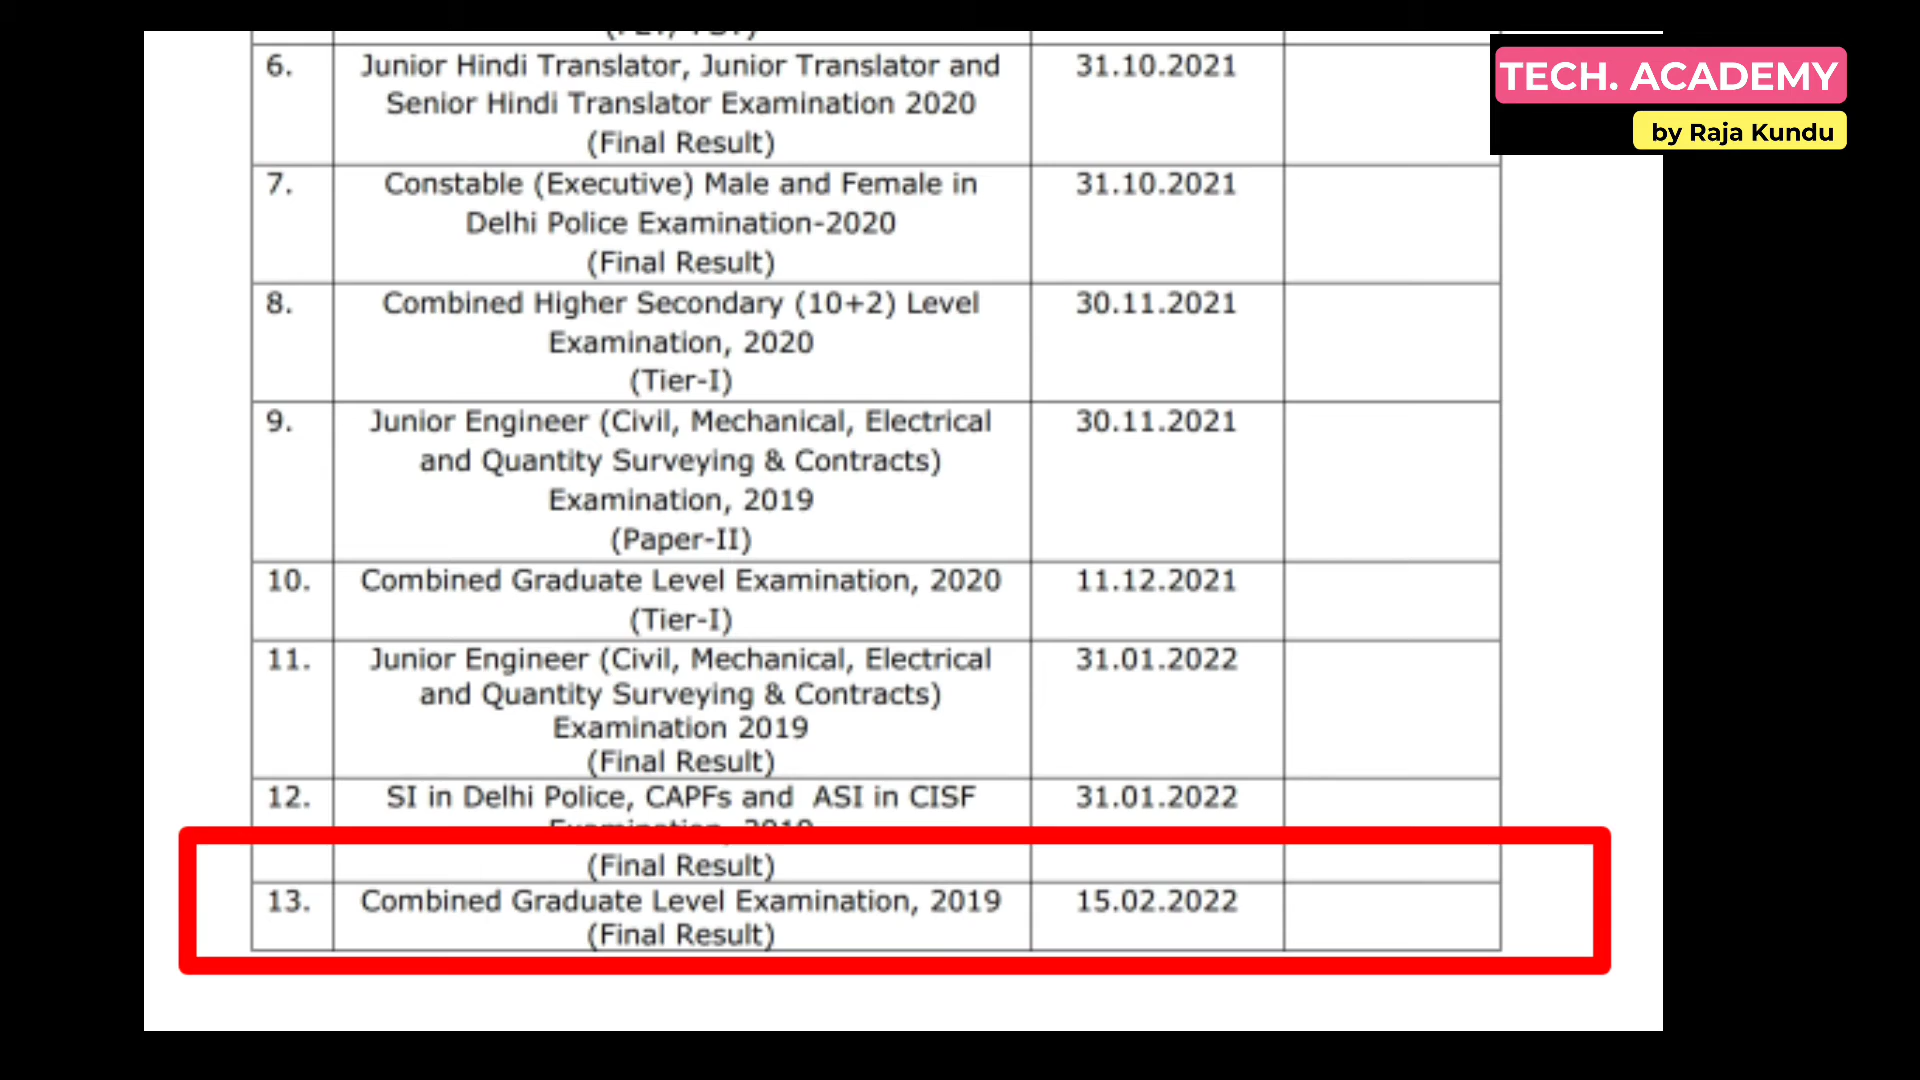 TECH. ACADEMY
by Raja Kundu
6. Junior Hindi Translator, Junior Translator and 31.10.2021
Senior Hindi Translator Examination 2020
(Final Result)
7. Constable (Executive) Male and Female in 31.10.2021
Delhi Police Examination-2020
(Final Result)
8. Combined Higher Secondary (10+2) Level 30.11.2021
Examination, 2020
(Tier-I)
9. Junior Engineer (Civil, Mechanical, Electrical 30.11.2021
and Quantity Surveying & Contracts)
Examination, 2019
(Paper-II)
10. Combined Graduate Level Examination, 2020 11.12.2021
(Tier-I)
11. Junior Engineer (Civil, Mechanical, Electrical 31.01.2022
and Quantity Surveying & Contracts)
Examination 2019
(Final Result)
12. SI in Delhi Police, CAPFs and ASI in CISF 31.01.2022
Examination, 2019
(Final Result)
13. Combined Graduate Level Examination, 2019 15.02.2022
(Final Result)